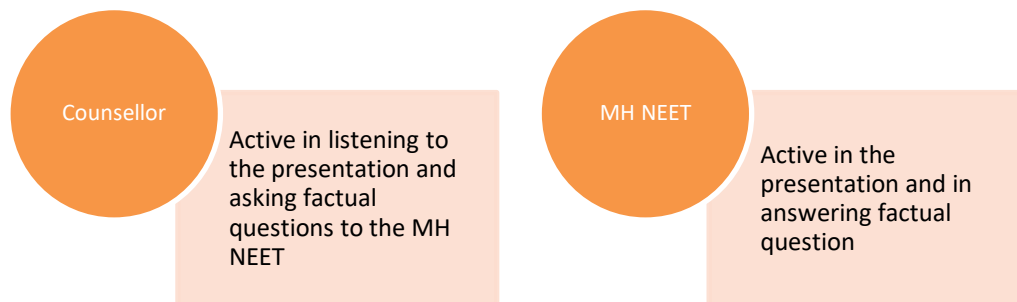 Counsellor
Active in listening to
the presentation and
asking factual
questions to the MH
NEET
MH NEET
Active in the
presentation and in
answering factual
question